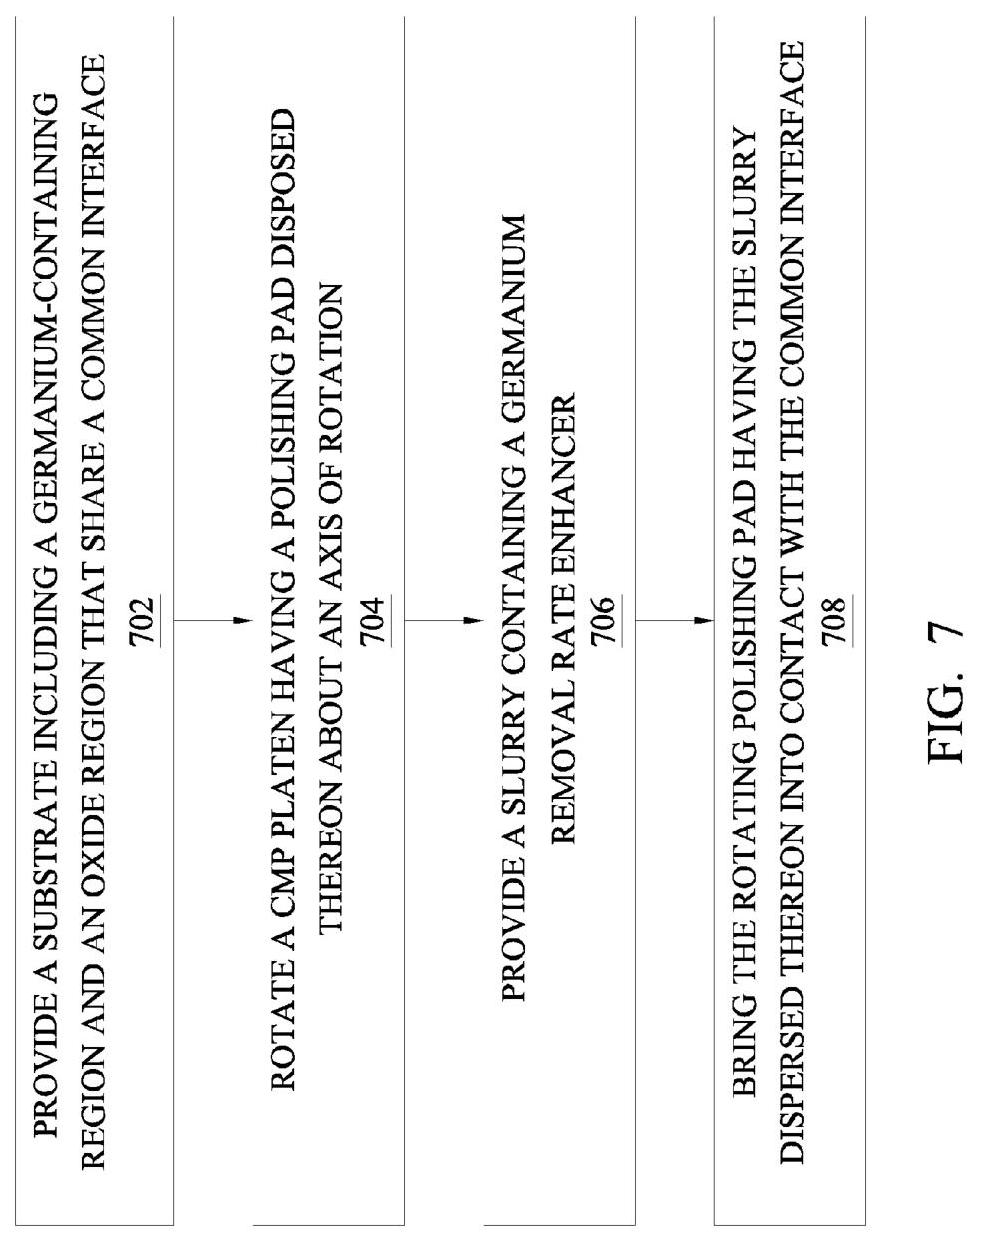 PROVIDE A SUBSTRATE INCLUDING A GERMANIUM-CONTAINING
REGION AND AN OXIDE REGION THAT SHARE A COMMON INTERFACE
702
ROTATE A CMP PLATEN HAVING A POLISHING PAD DISPOSED
THEREON ABOUT AN AXIS OF ROTATION
704
PROVIDE A SLURRY CONTAINING A GERMANIUM
REMOVAL RATE ENHANCER
706
BRING THE ROTATING POLISHING PAD HAVING THE SLURRY
DISPERSED THEREON INTO CONTACT WITH THE COMMON INTERFACE
708
FIG. 7